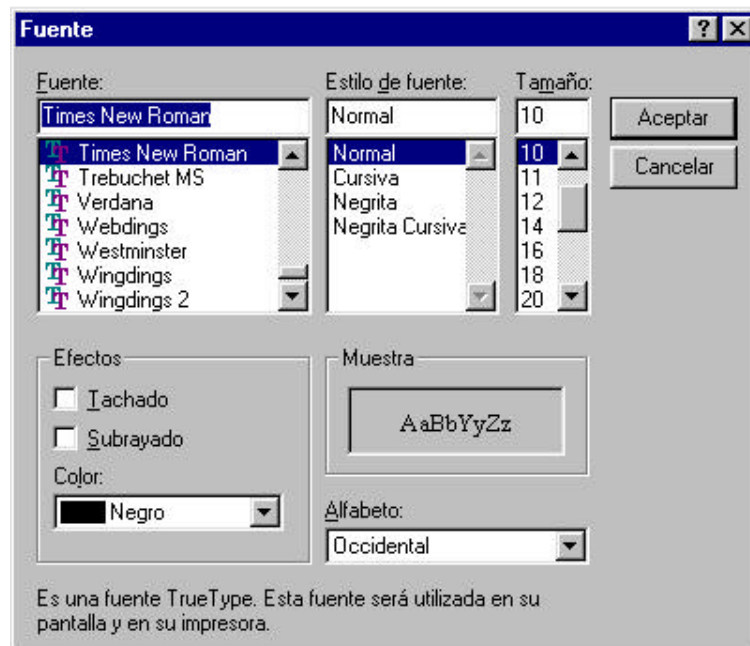 Fuente
Fuente:
Times New Roman
Times New Roman
Trebuchet MS
Verdana
Webdings
Westminster
Wingdings
Wingdings 2
Estilo de fuente:
Normal
Normal
Cursiva
Negrita
Negrita Cursiva
Tamaño:
10
10
11
12
14
16
18
20
Aceptar
Cancelar
Efectos
Tachado
Subrayado
Color:
Negro
Muestra
AaBbYyZz
Alfabeto:
Occidental
Es una fuente TrueType. Esta fuente será utilizada en su
pantalla y en su impresora.